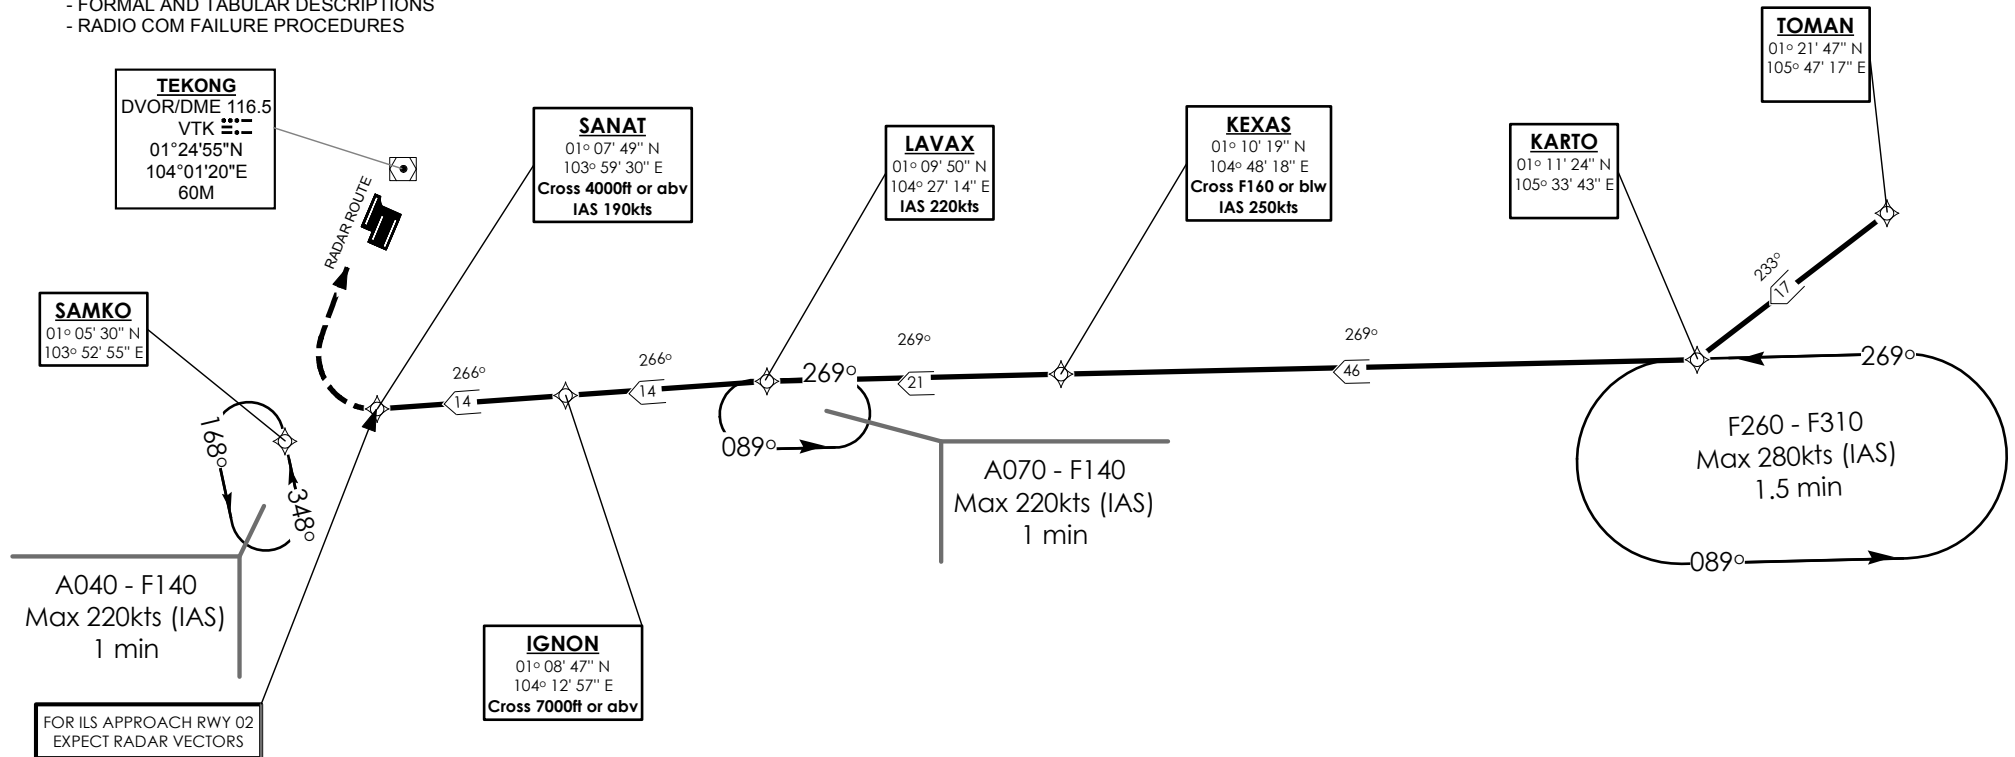 - FORMAL AND TABULAR DESCRIPTIONS
- RADIO COM FAILURE PROCEDURES
TOMAN
01° 21' 47" N
105° 47' 17" E
TEKONG
DVOR/DME 116.5
VTK
01°24'55"N
104°01'20"E
60M
SANAT
01° 07' 49" N
103° 59' 30" E
Cross 4000ft or abv
IAS 190kts
LAVAX
01° 09' 50" N
104° 27' 14" E
IAS 220kts
KEXAS
01° 10' 19" N
104° 48' 18" E
Cross F160 or blw
IAS 250kts
KARTO
01° 11' 24" N
105° 33' 43" E
RADAR ROUTE
233°
17
SAMKO
01° 05' 30" N
103° 52' 55" E
266°
14
266°
14
269°
269°
21
269°
46
269°
168°
348°
089°
089°
A040 - F140
Max 220kts (IAS)
1 min
A070 - F140
Max 220kts (IAS)
1 min
F260 - F310
Max 280kts (IAS)
1.5 min
IGNON
01° 08' 47" N
104° 12' 57" E
Cross 7000ft or abv
FOR ILS APPROACH RWY 02
EXPECT RADAR VECTORS